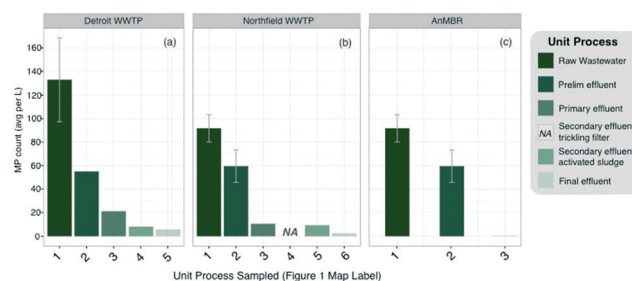 Detroit WWTP
Northfield WWTP
AnMBR
(a)
(b)
(c)
MP count (avg per L)
160
140
120
100
80
60
40
20
0
NA
1 2 3 4 5
1 2 3 4 5 6
1 2 3
Unit Process Sampled (Figure 1 Map Label)
Unit Process
Raw Wastewater
Prelim effluent
Primary effluent
NA
Secondary effluent
trickling filter
Secondary effluent
activated sludge
Final effluent